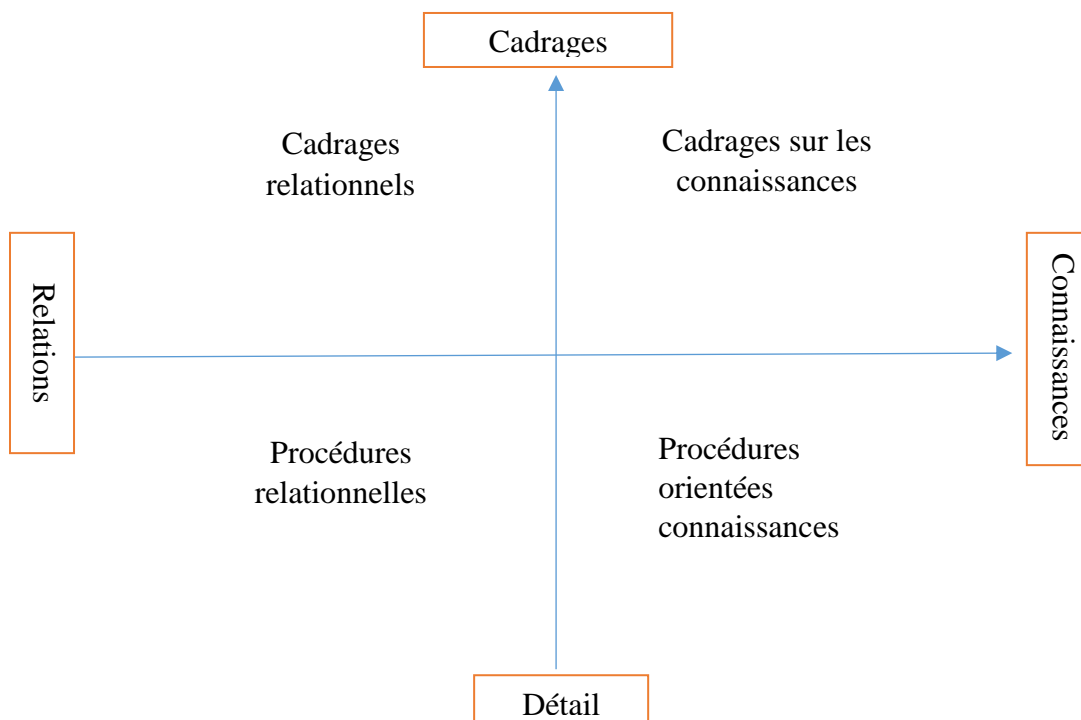 Cadrages
Cadrages
relationnels
Cadrages sur les
connaissances
Relations
Connaissances
Procédures
relationnelles
Procédures
orientées
connaissances
Détail